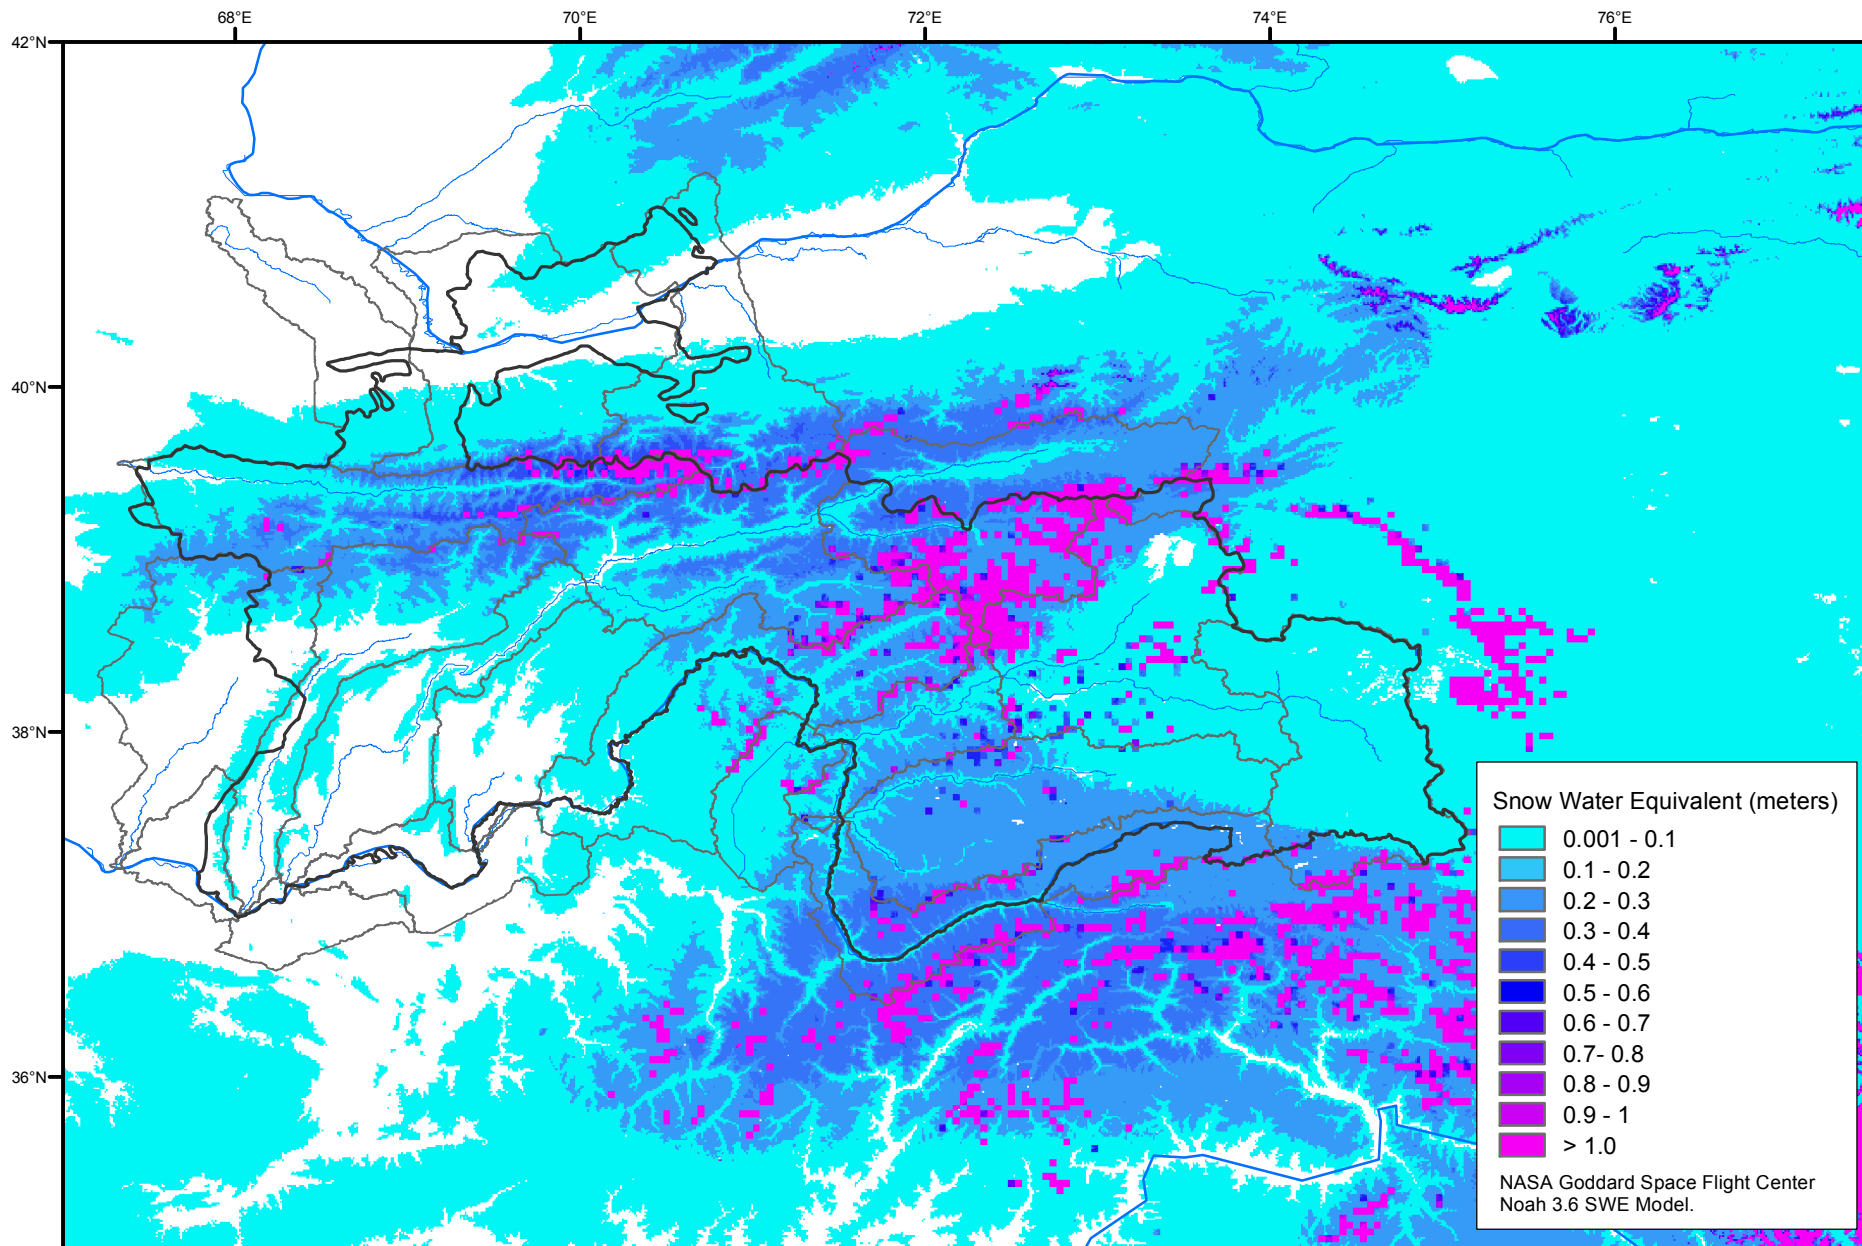 68°E 70°E 72°E 74°E 76°E
42°N
40°N
38°N
36°N
Snow Water Equivalent (meters)
0.001 - 0.1
0.1 - 0.2
0.2 - 0.3
0.3 - 0.4
0.4 - 0.5
0.5 - 0.6
0.6 - 0.7
0.7- 0.8
0.8 - 0.9
0.9 - 1
> 1.0
NASA Goddard Space Flight Center
Noah 3.6 SWE Model.